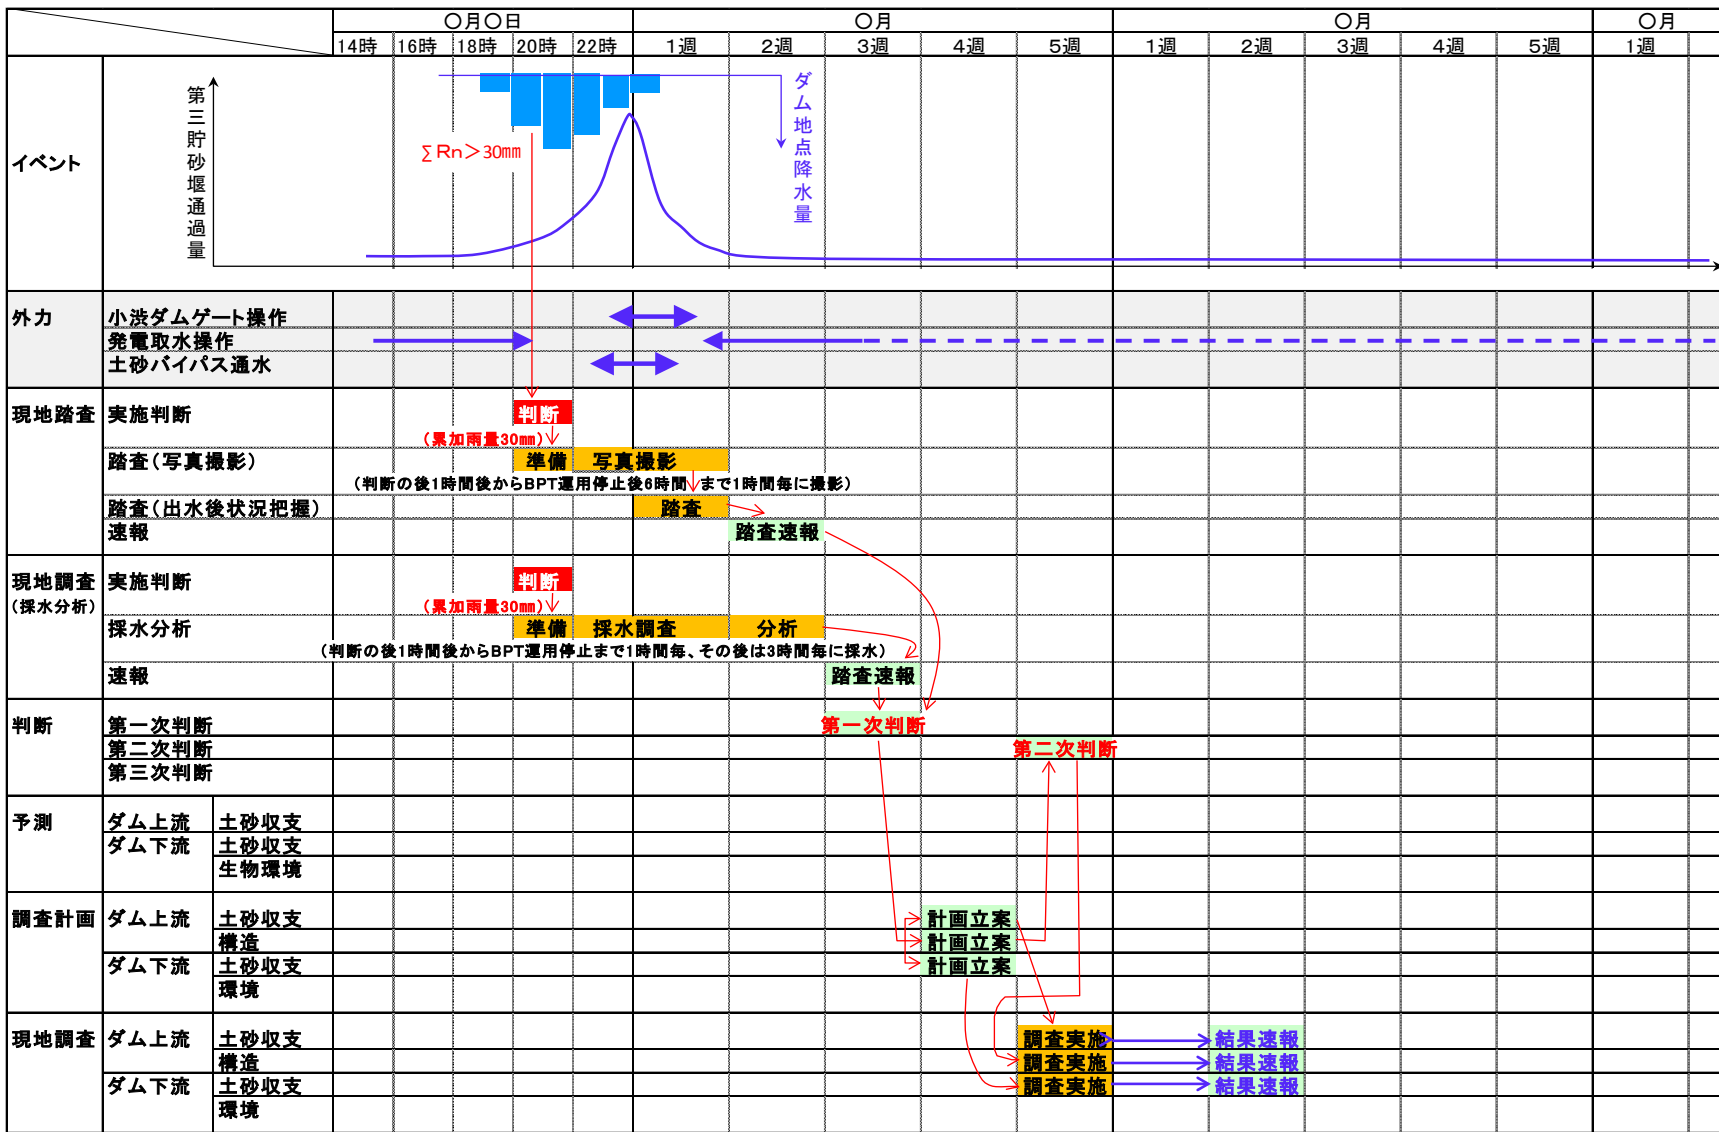 〇月〇日 〇月 〇月 〇月
14時 16時 18時 20時 22時 1週 2週 3週 4週 5週 1週 2週 3週 4週 5週 1週
イベント
第三貯砂堰通過量
ΣRn＞30mm
ダム地点降水量
外力 小渋ダムゲート操作
発電取水操作
土砂バイパス通水
現地踏査 実施判断 判断
(累加雨量30mm)
踏査(写真撮影) 準備 写真撮影
(判断の後1時間後からBPT運用停止後6時間 まで1時間毎に撮影)
踏査(出水後状況把握) 踏査
速報 踏査速報
現地調査 実施判断 判断
(採水分析) (累加雨量30mm)
採水分析 準備 採水調査 分析
(判断の後1時間後からBPT運用停止まで1時間毎、その後は3時間毎に採水)
速報 踏査速報
判断 第一次判断 第一次判断
第二次判断 第二次判断
第三次判断
予測 ダム上流 土砂収支
ダム下流 土砂収支
生物環境
調査計画 ダム上流 土砂収支 計画立案
構造 計画立案
ダム下流 土砂収支 計画立案
環境
現地調査 ダム上流 土砂収支 調査実施 結果速報
構造 調査実施 結果速報
ダム下流 土砂収支 調査実施 結果速報
環境